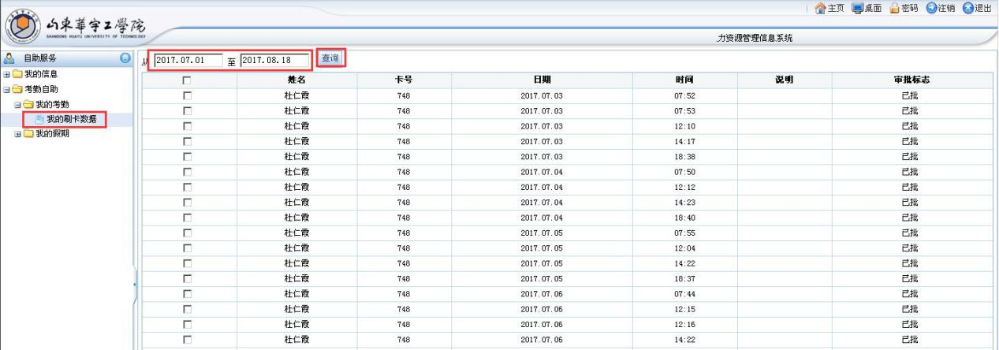 主页 桌面 密码 注销 退出
山东华宇工学院
SHANDONG HUAYU UNIVERSITY OF TECHNOLOGY
力资源管理信息系统
自助服务
我的信息
考勤自助
我的考勤
我的刷卡数据
我的假期
从 2017.07.01 至 2017.08.18 查询
姓名 卡号 日期 时间 说明 审批标志
杜仁霞 748 2017.07.03 07:52 已批
杜仁霞 748 2017.07.03 07:53 已批
杜仁霞 748 2017.07.03 12:10 已批
杜仁霞 748 2017.07.03 14:17 已批
杜仁霞 748 2017.07.03 18:38 已批
杜仁霞 748 2017.07.04 07:50 已批
杜仁霞 748 2017.07.04 12:12 已批
杜仁霞 748 2017.07.04 14:23 已批
杜仁霞 748 2017.07.04 18:40 已批
杜仁霞 748 2017.07.05 07:55 已批
杜仁霞 748 2017.07.05 12:04 已批
杜仁霞 748 2017.07.05 14:22 已批
杜仁霞 748 2017.07.05 18:37 已批
杜仁霞 748 2017.07.06 07:44 已批
杜仁霞 748 2017.07.06 12:15 已批
杜仁霞 748 2017.07.06 12:16 已批
杜仁霞 748 2017.07.06 14:22 已批